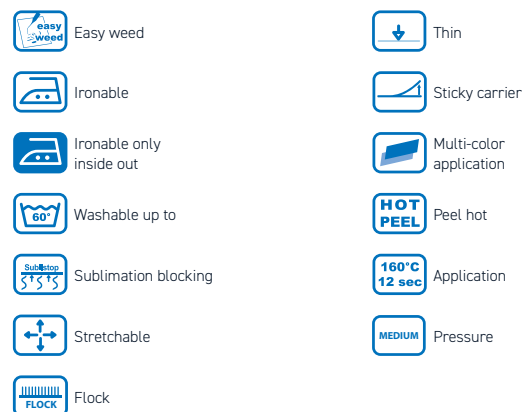 easy
weed
Easy weed
Ironable
Ironable only
inside out
60°
Washable up to
Substop
Sublimation blocking
Stretchable
FLOCK
Flock
Thin
Sticky carrier
Multi-color
application
HOT
PEEL
Peel hot
160°C
12 sec
Application
MEDIUM
Pressure